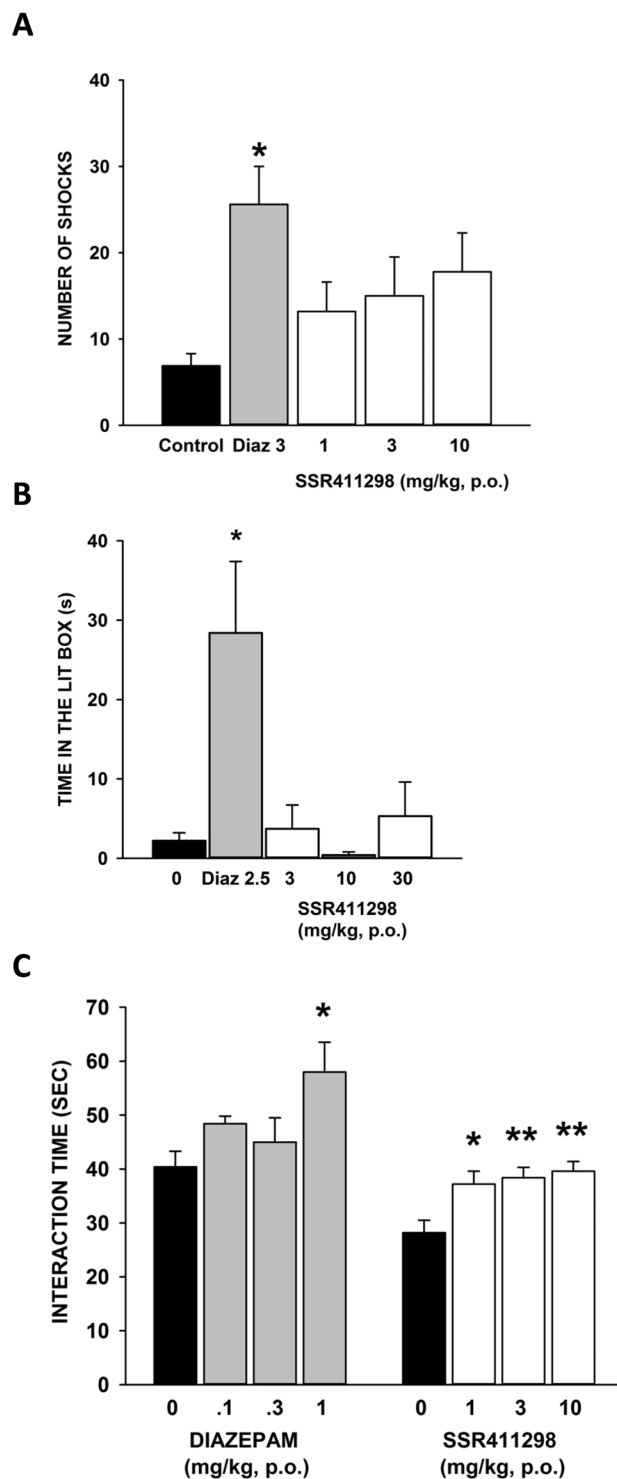 A
NUMBER OF SHOCKS
40
30
20
10
0
*
Control Diaz 3 1 3 10
SSR411298 (mg/kg, p.o.)
B
TIME IN THE LIT BOX (s)
40
30
20
10
0
*
0 Diaz 2.5 3 10 30
SSR411298
(mg/kg, p.o.)
C
INTERACTION TIME (SEC)
70
60
50
40
30
20
10
0
*
* ** **
0 .1 .3 1 0 1 3 10
DIAZEPAM SSR411298
(mg/kg, p.o.) (mg/kg, p.o.)